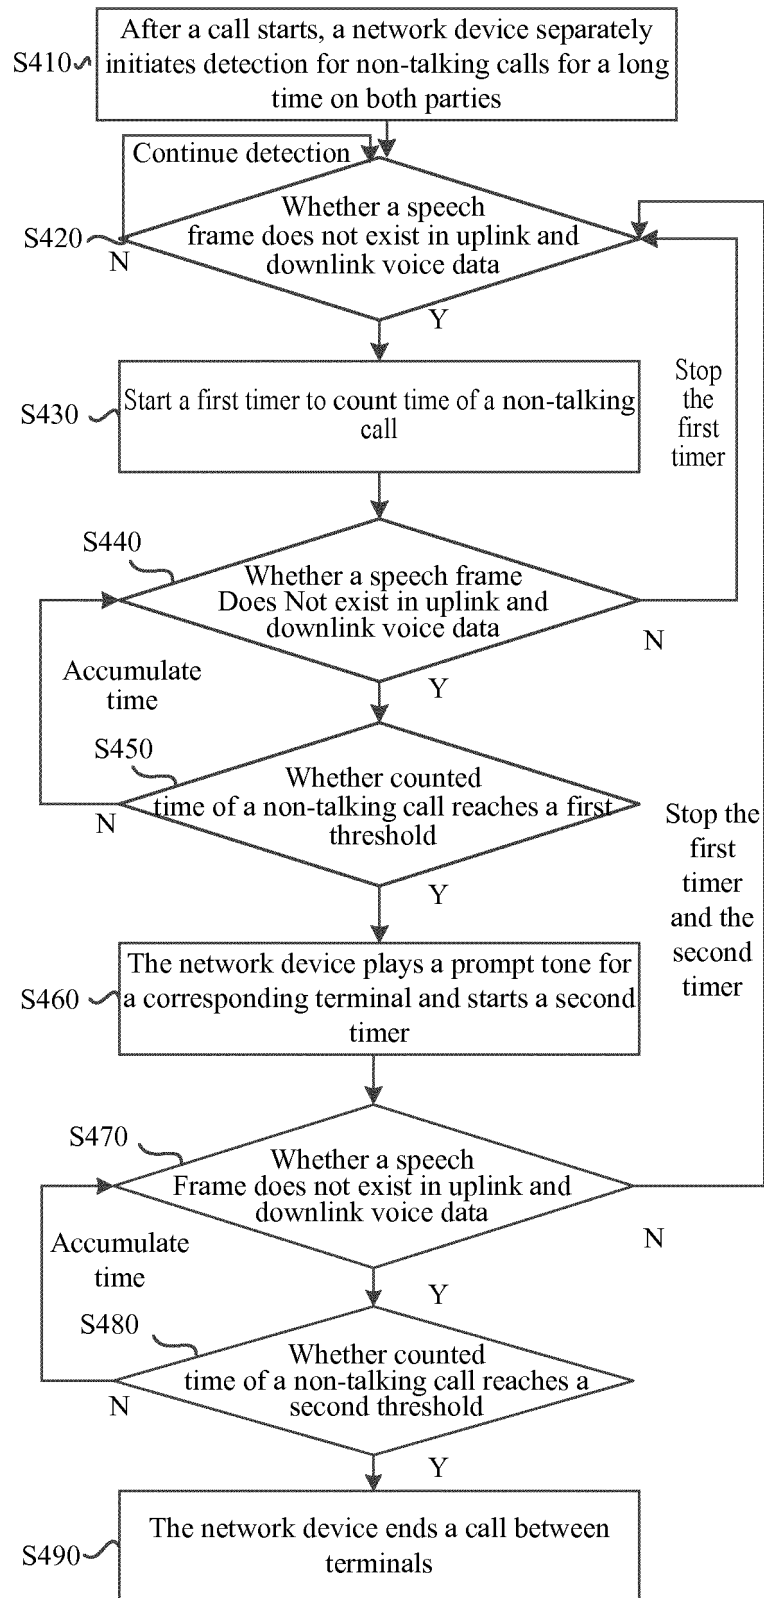 After a call starts, a network device separately
S410
initiates detection for non-talking calls for a long
time on both parties
Continue detection
Whether a speech
S420
frame does not exist in uplink and
downlink voice data
N
Y
Start a first timer to count time of a non-talking
S430
call
Stop
the
first
timer
S440
Whether a speech frame
Does Not exist in uplink and
downlink voice data
N
Accumulate
time
Y
S450
Whether counted
time of a non-talking call reaches a first
threshold
N
Y
Stop the
first
timer
and the
second
timer
The network device plays a prompt tone for
S460
a corresponding terminal and starts a second
timer
S470
Whether a speech
Frame does not exist in uplink and
downlink voice data
N
Accumulate
time
Y
S480
Whether counted
time of a non-talking call reaches a
second threshold
N
Y
The network device ends a call between
S490
terminals